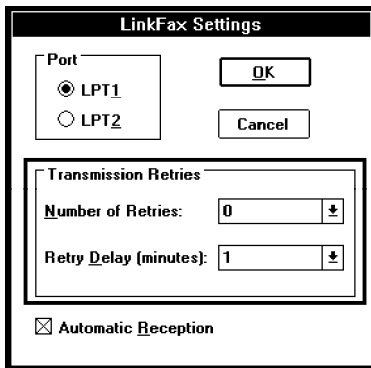 LinkFax Settings
Port
LPT1
LPT2
OK
Cancel
Transmission Retries
Number of Retries: 0
Retry Delay (minutes): 1
Automatic Reception